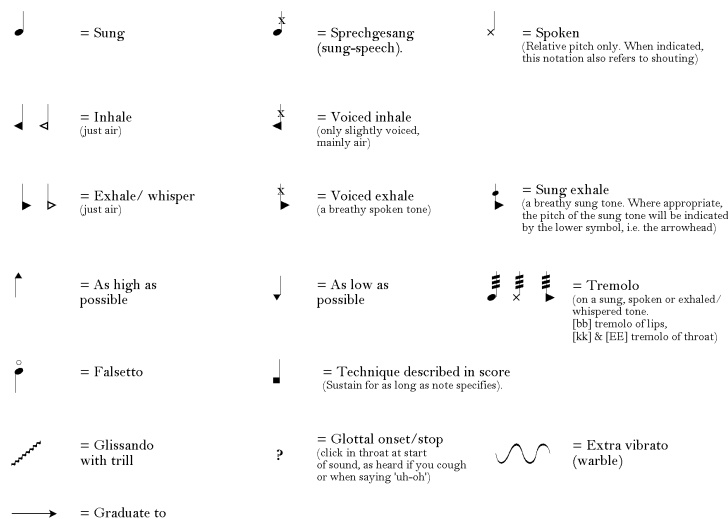 = Sung
= Sprechgesang
(sung-speech).
= Spoken
(Relative pitch only. When indicated,
this notation also refers to shouting)
= Inhale
(just air)
= Voiced inhale
(only slightly voiced,
mainly air)
= Exhale/ whisper
(just air)
= Voiced exhale
(a breathy spoken tone)
= Sung exhale
(a breathy sung tone. Where appropriate,
the pitch of the sung tone will be indicated
by the lower symbol, i.e. the arrowhead)
= As high as
possible
= As low as
possible
= Tremolo
(on a sung, spoken or exhaled/
whispered tone.
[bb] tremolo of lips,
[kk] & [EE] tremolo of throat)
= Falsetto
= Technique described in score
(Sustain for as long as note specifies).
= Glissando
with trill
? = Glottal onset/stop
(click in throat at start
of sound, as heard if you cough
or when saying 'uh-oh')
= Extra vibrato
(warble)
= Graduate to